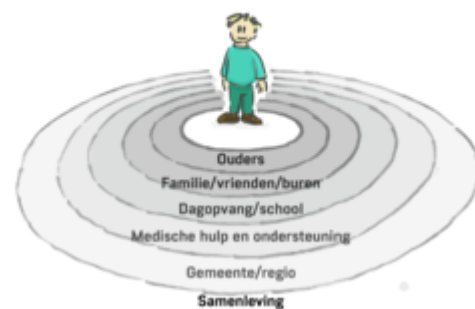 Ouders
Familie/vrienden/buren
Dagopvang/school
Medische hulp en ondersteuning
Gemeente/regio
Samenleving